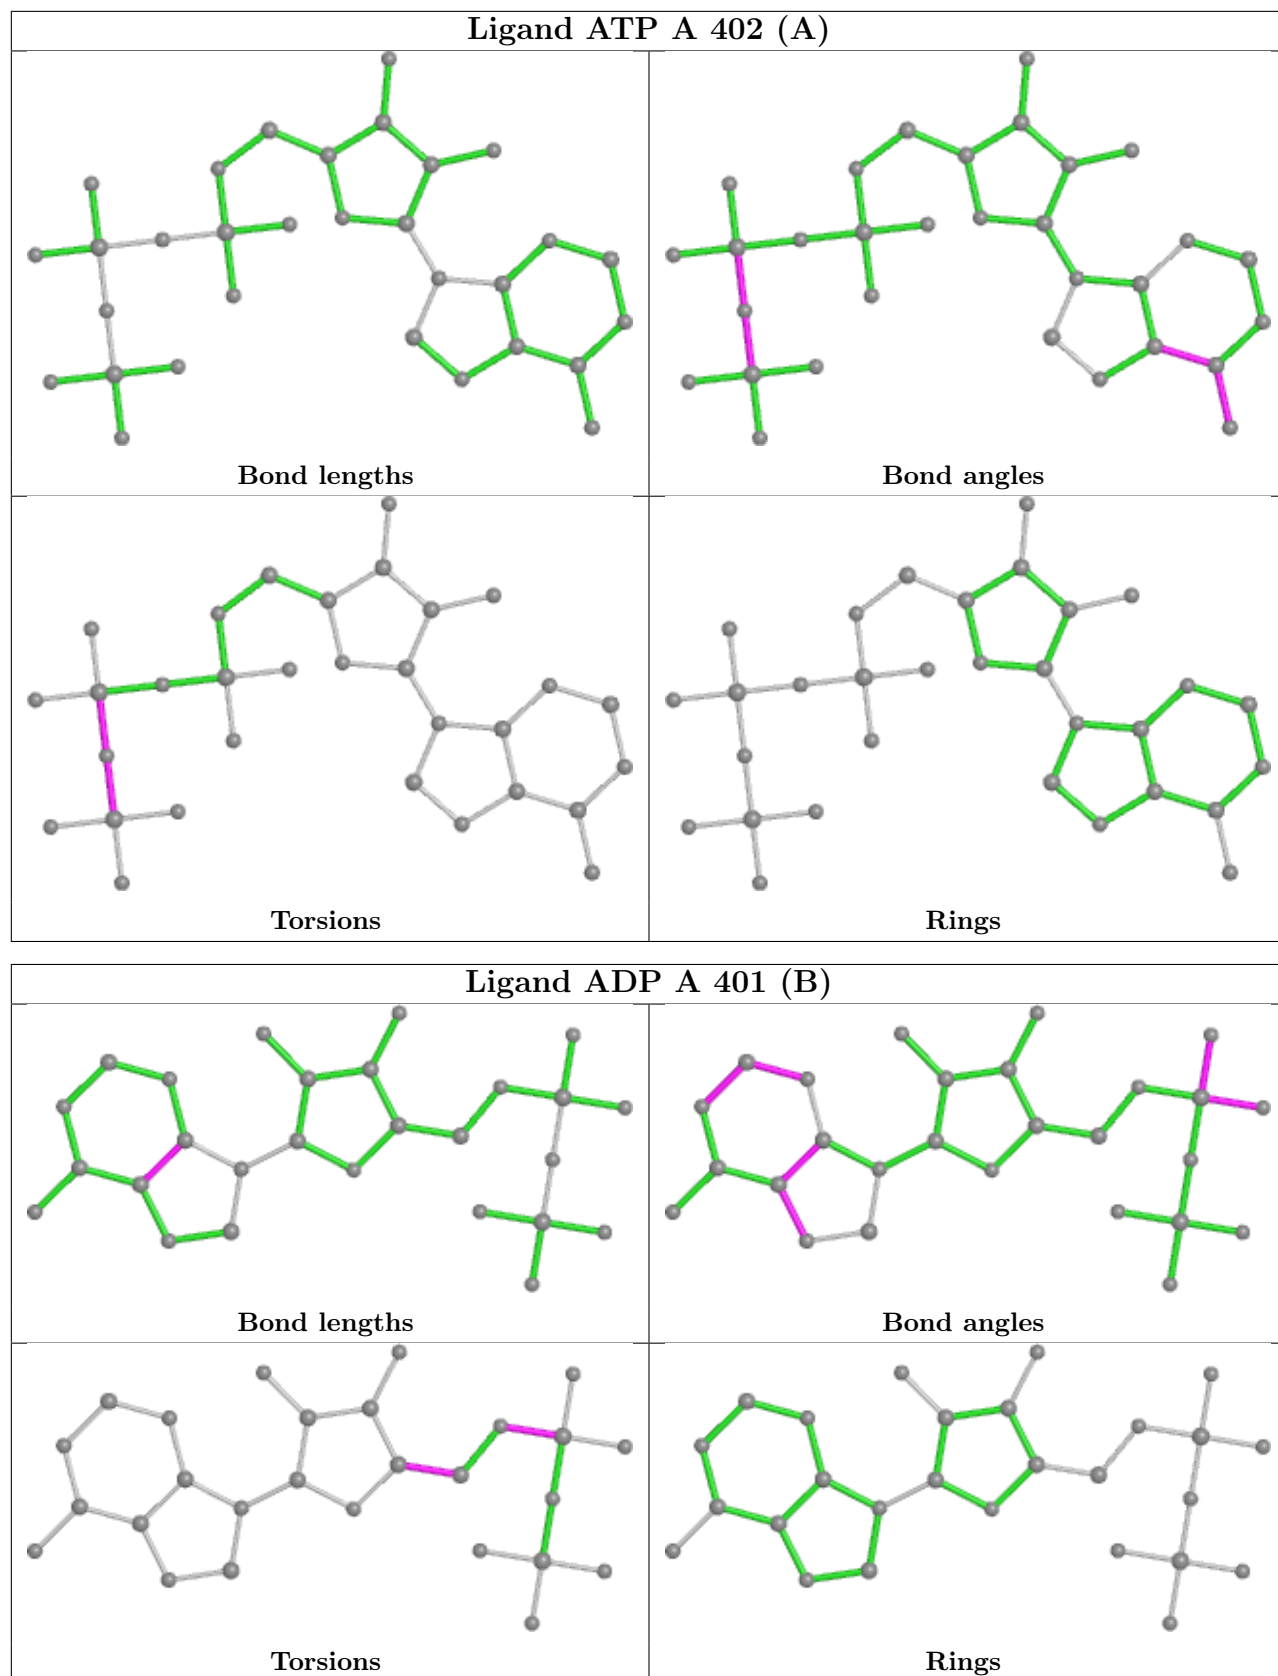 Ligand ATP A 402 (A)
Bond lengths
Bond angles
Torsions
Rings
Ligand ADP A 401 (B)
Bond lengths
Bond angles
Torsions
Rings